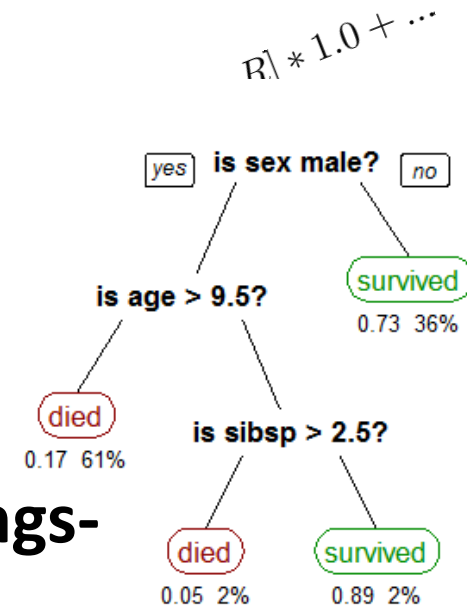 R] * 1.0 + ...
yes is sex male? no
survived
is age > 9.5?
0.73 36%
died
is sibsp > 2.5?
0.17 61%
ngs-
died survived
0.05 2% 0.89 2%